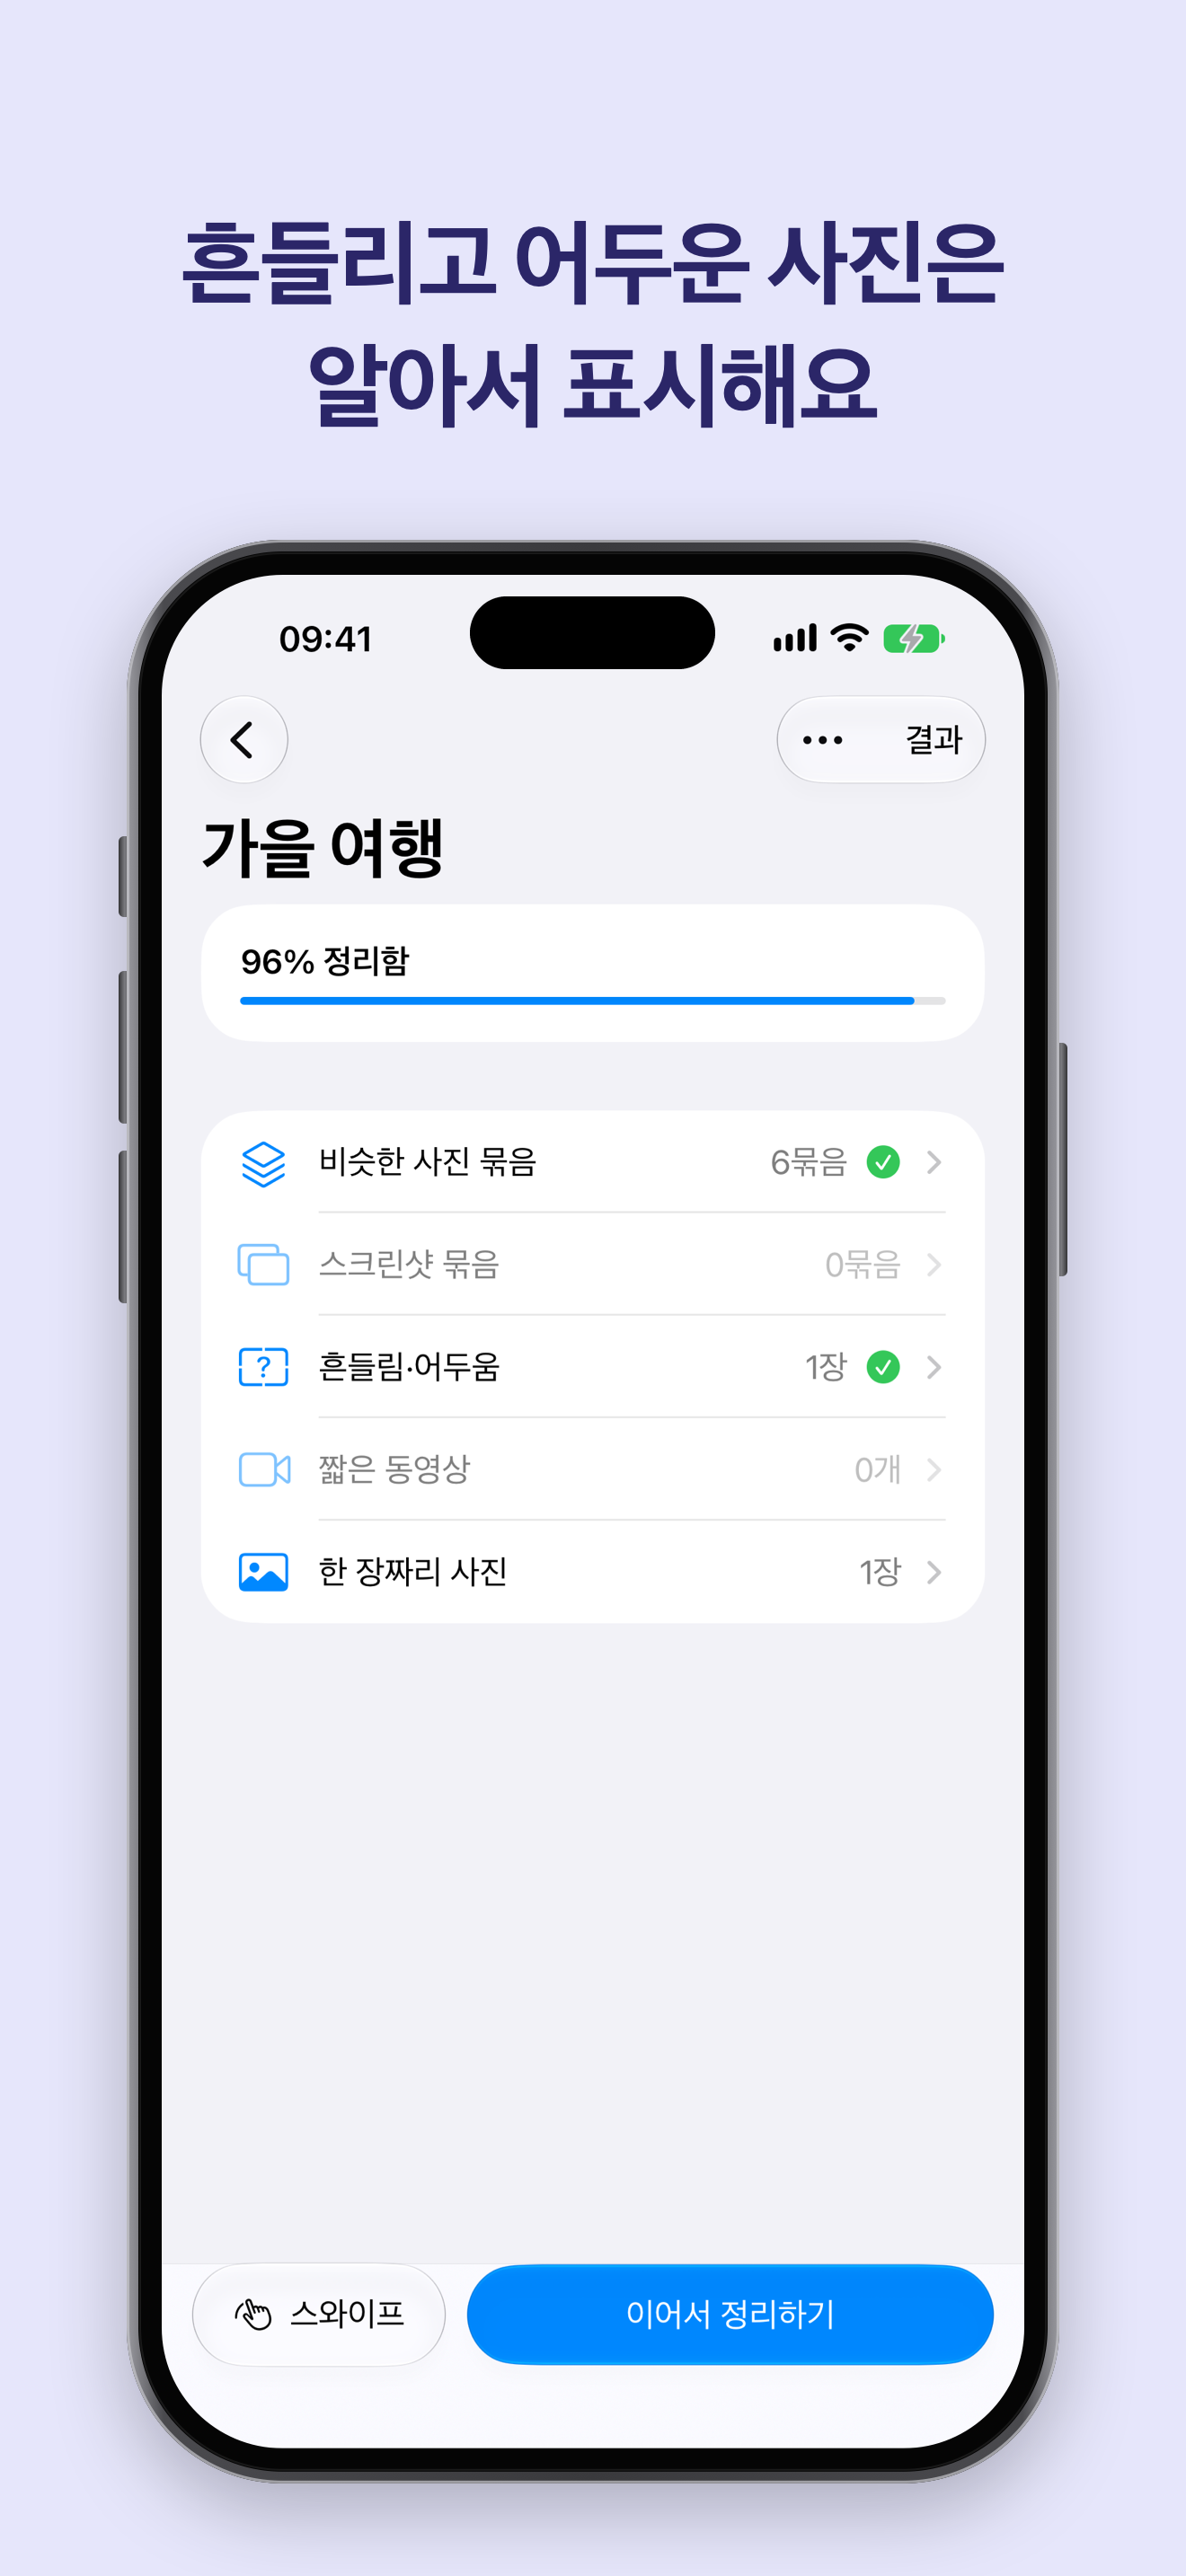 흔들리고 어두운 사진은
알아서 표시해요
09:41
결과
가을 여행
96% 정리함
비슷한 사진 묶음 6묶음
스크린샷 묶음 0묶음
흔들림·어두움 1장
짧은 동영상 0개
한 장짜리 사진 1장
스와이프 이어서 정리하기